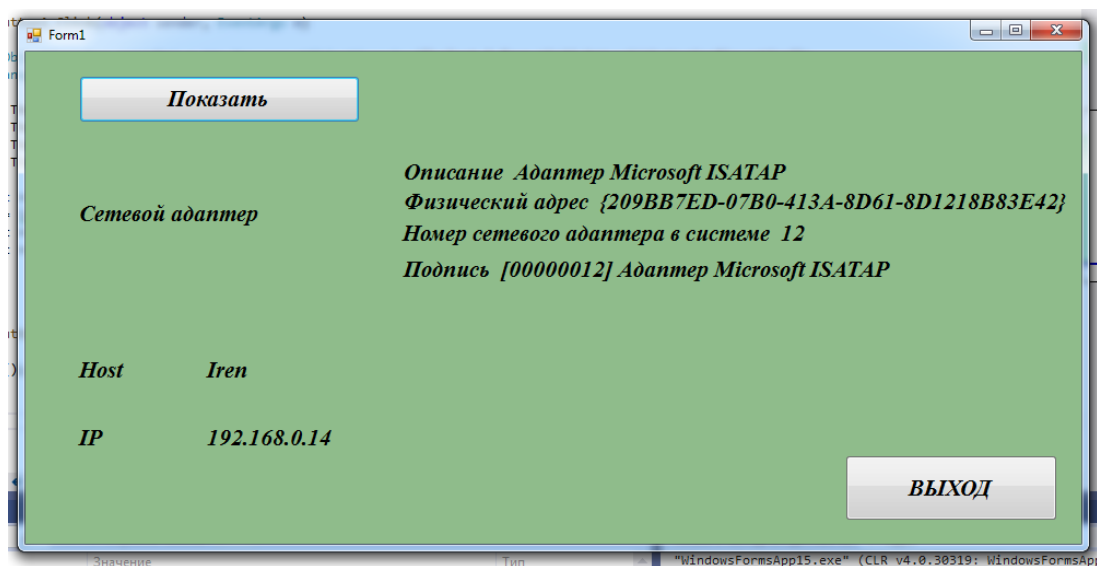 Form1
Показать
Описание Адаптер Microsoft ISATAP
Физический адрес {209BB7ED-07B0-413A-8D61-8D1218B83E42}
Сетевой адаптер
Номер сетевого адаптера в системе 12
Подпись [00000012] Адаптер Microsoft ISATAP
Host Iren
IP 192.168.0.14
ВЫХОД
Значение Тип "WindowsFormsApp15.exe" (CLR v4.0.30319: WindowsFormsApp